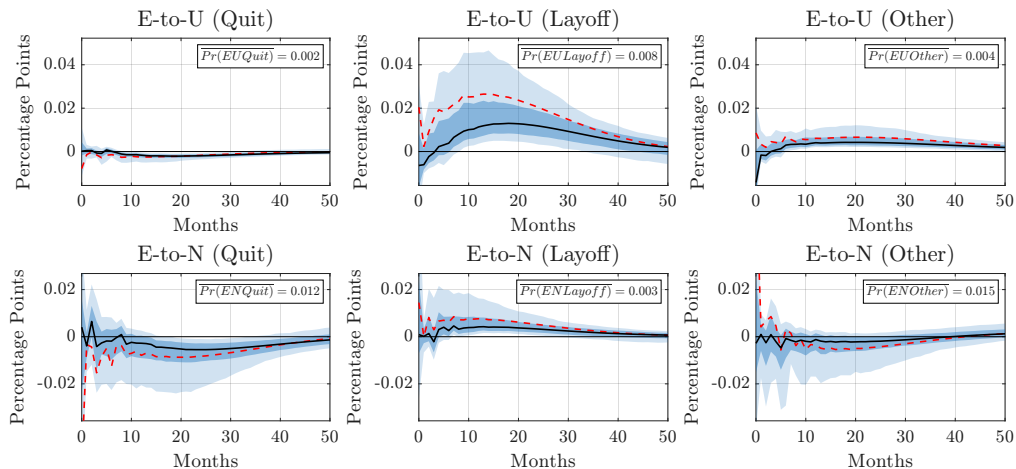 E-to-U (Quit)
Percentage Points
0.04
0.02
0
Pr(EUQuit) = 0.002
0 10 20 30 40 50
Months
E-to-U (Layoff)
Percentage Points
0.04
0.02
0
Pr(EULayoff) = 0.008
0 10 20 30 40 50
Months
E-to-U (Other)
Percentage Points
0.04
0.02
0
Pr(EUOther) = 0.004
0 10 20 30 40 50
Months
E-to-N (Quit)
Percentage Points
0.02
0
-0.02
Pr(ENQuit) = 0.012
0 10 20 30 40 50
Months
E-to-N (Layoff)
Percentage Points
0.02
0
-0.02
Pr(ENLayoff) = 0.003
0 10 20 30 40 50
Months
E-to-N (Other)
Percentage Points
0.02
0
-0.02
Pr(ENOther) = 0.015
0 10 20 30 40 50
Months